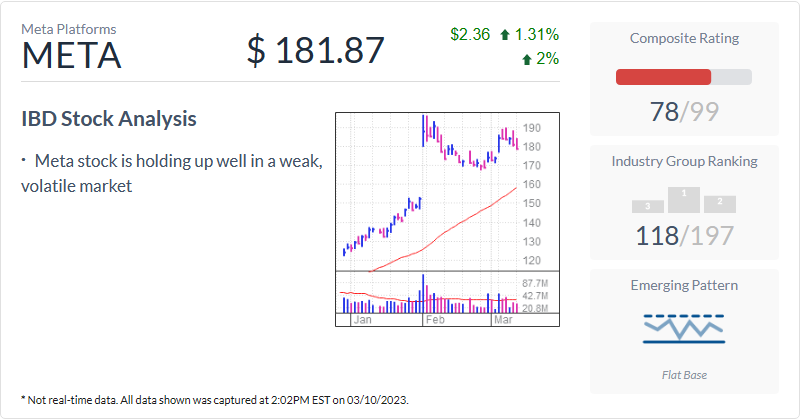 Meta Platforms
META
$ 181.87
$2.36 1.31%
2%
IBD Stock Analysis
· Meta stock is holding up well in a weak,
volatile market
190
180
170
160
150
140
130
120
87.7M
42.7M
20.8M
Jan Feb Mar
Composite Rating
78/99
Industry Group Ranking
3 1 2
118/197
Emerging Pattern
Flat Base
* Not real-time data. All data shown was captured at 2:02PM EST on 03/10/2023.